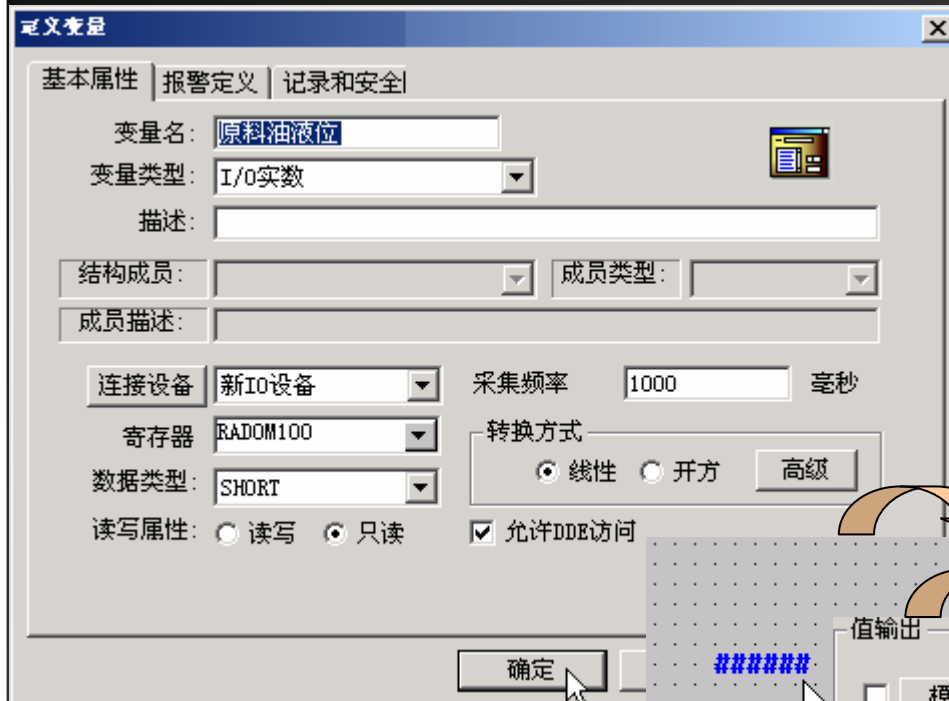 定义变量
基本属性 报警定义 记录和安全
变量名: 原料油液位
变量类型: I/O实数
描述:
结构成员: 成员类型:
成员描述:
连接设备 新IO设备 采集频率 1000 毫秒
寄存器 RADOM100 转换方式
线性 开方 高级
数据类型: SHORT
读写属性: 读写 只读 允许DDE访问
值输出
确定 ######
模